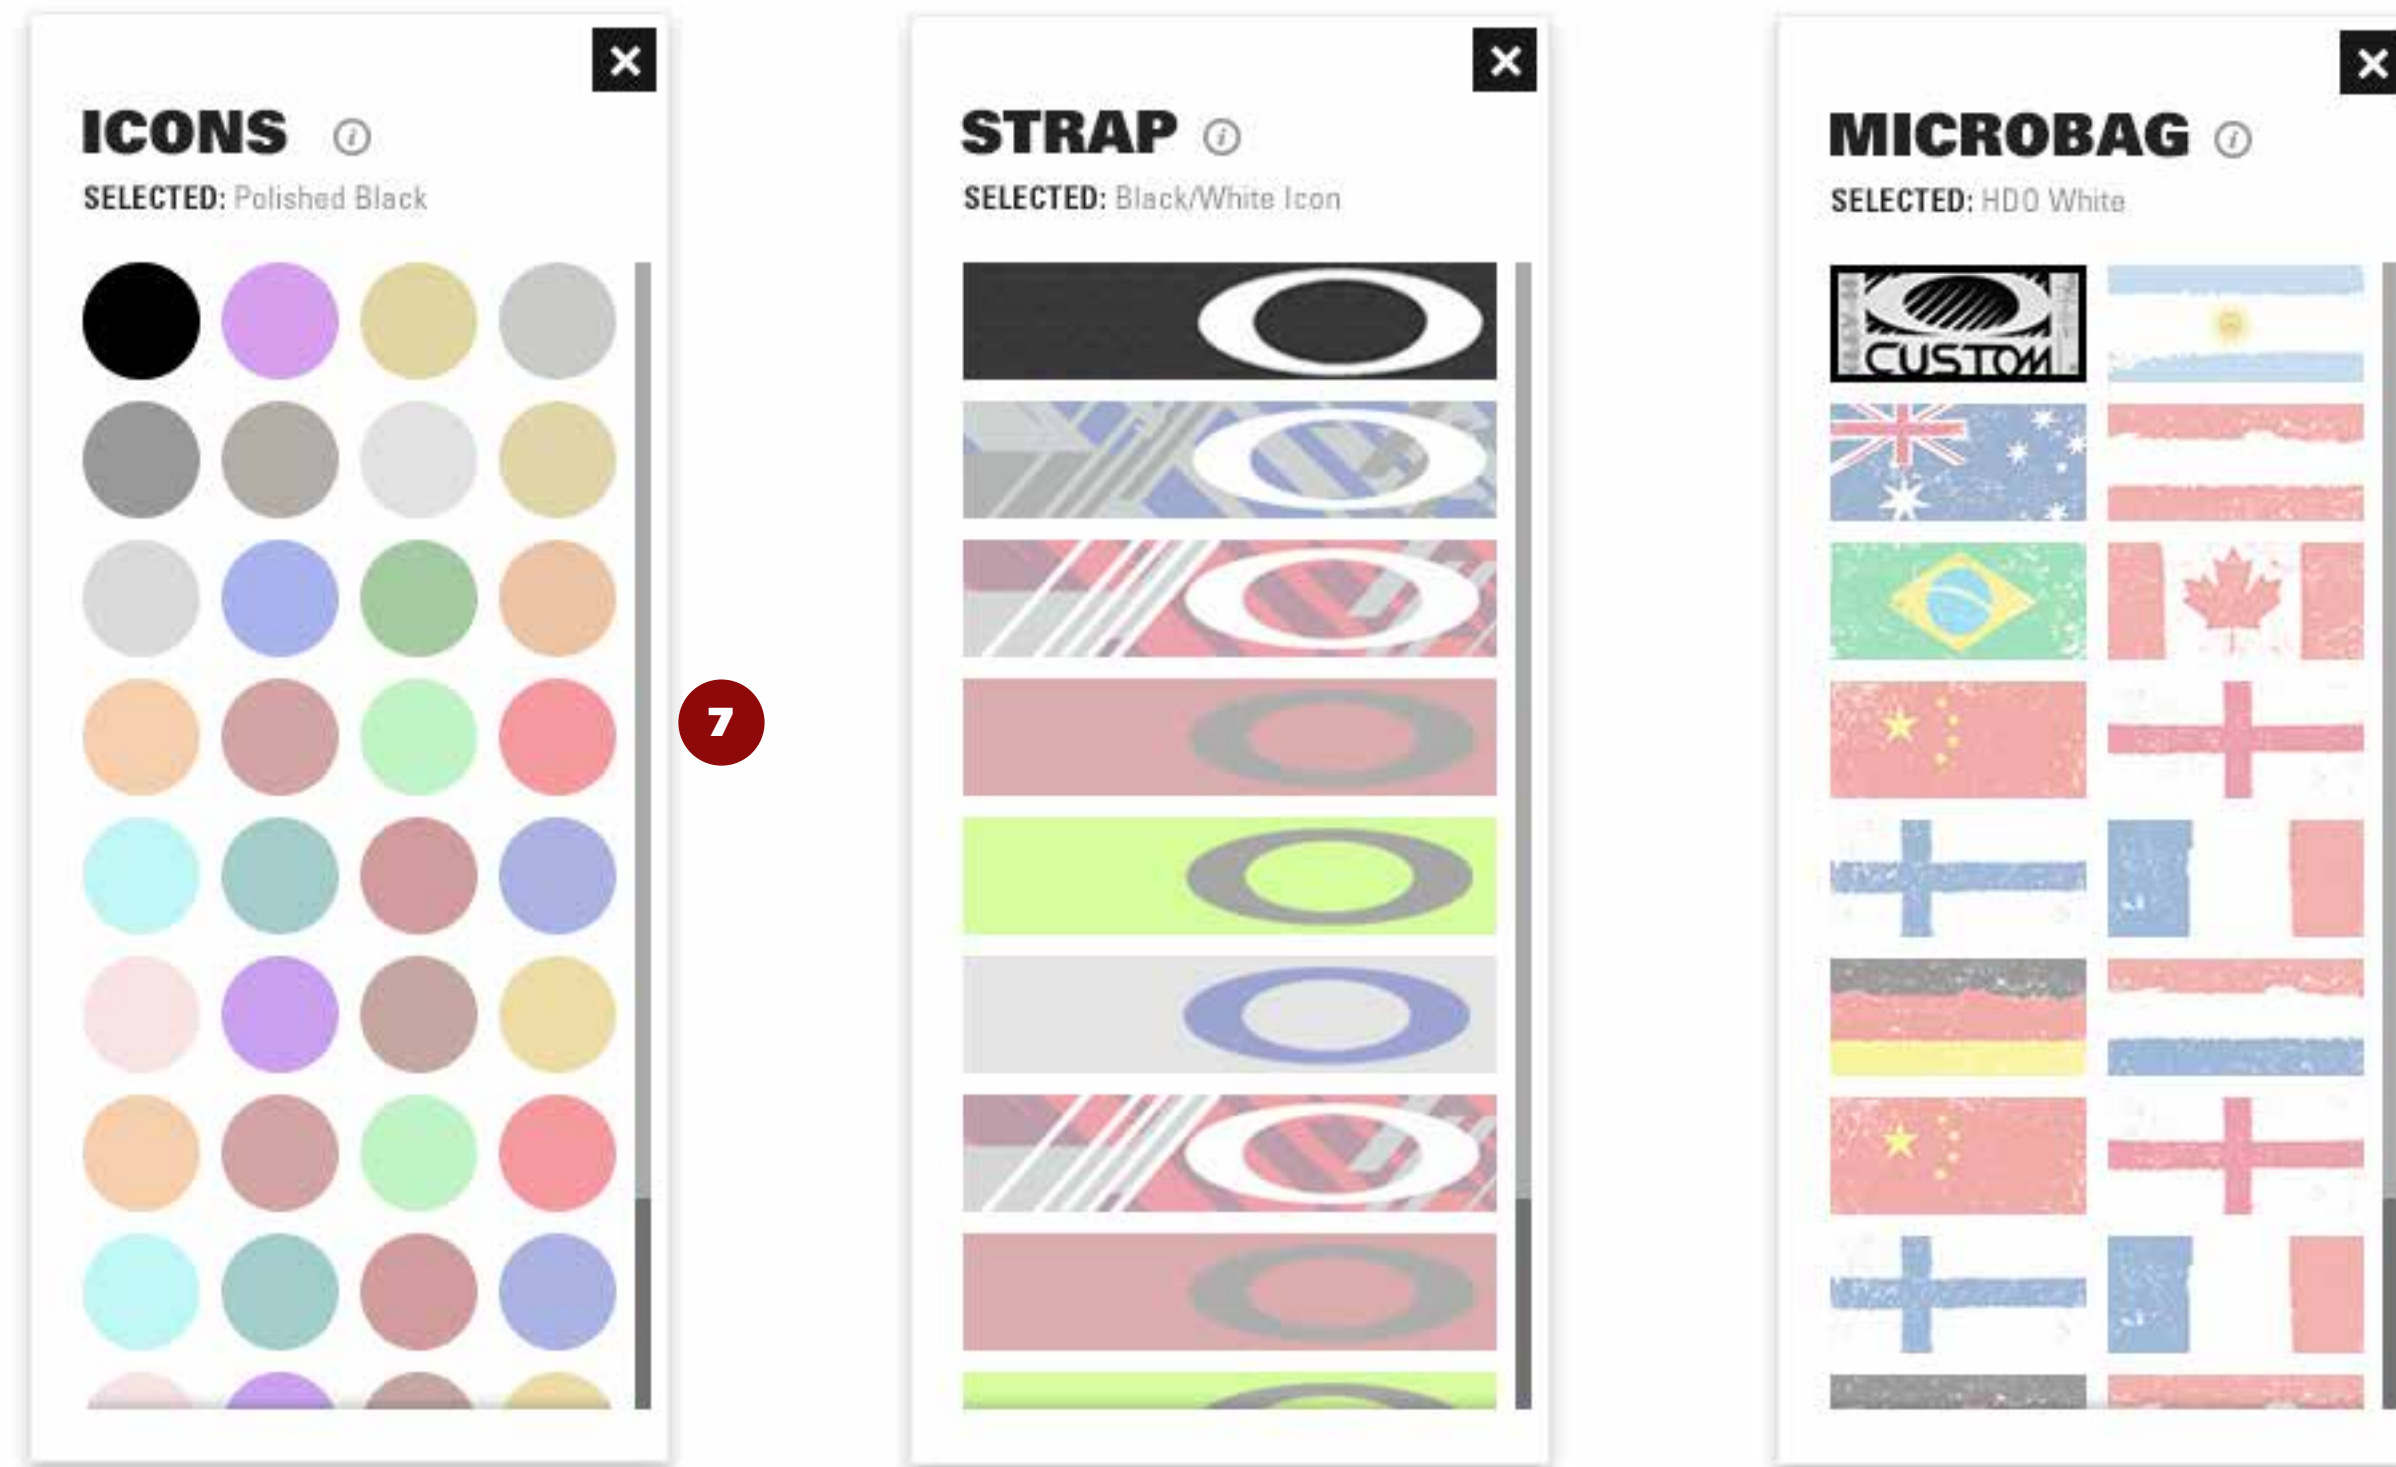 ICONS
SELECTED: Polished Black
7
STRAP
SELECTED: Black/White Icon
MICROBAG
SELECTED: HDO White
CUSTOM